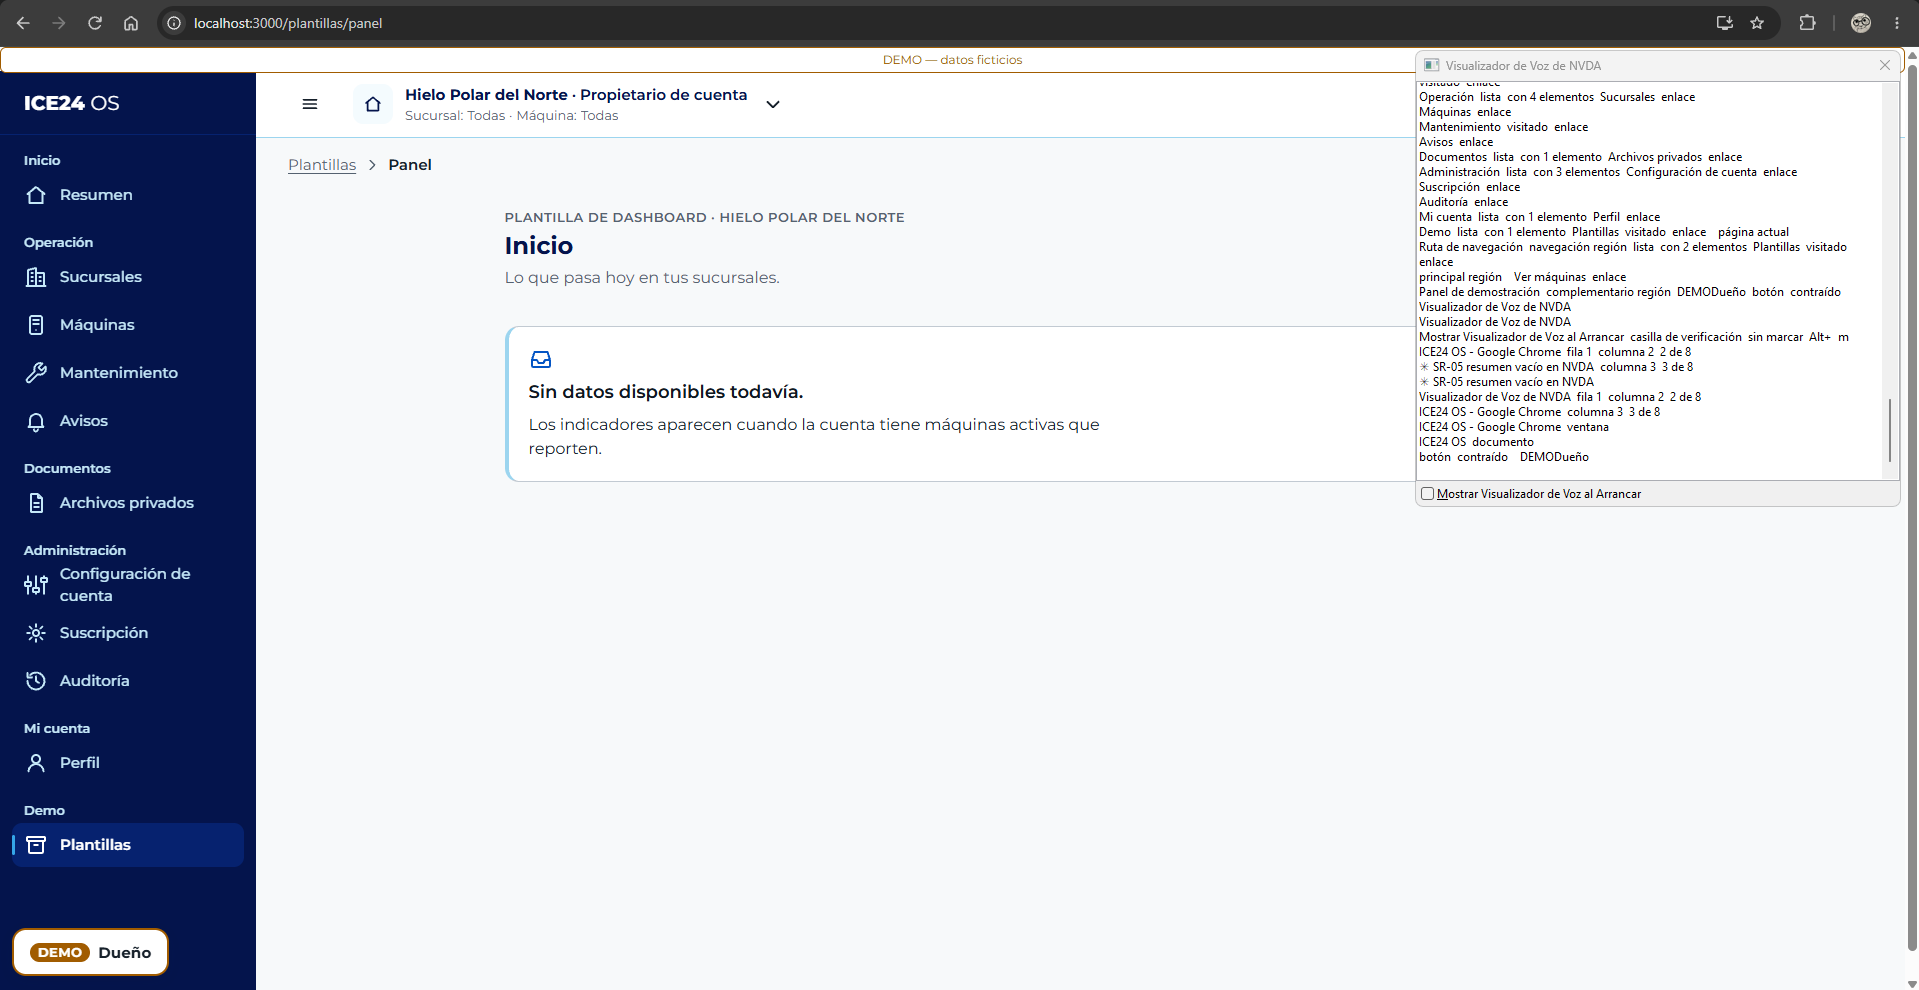 localhost:3000/plantillas/panel
DEMO — datos ficticios
ICE24 OS
Inicio
Resumen
Operación
Sucursales
Máquinas
Mantenimiento
Avisos
Documentos
Archivos privados
Administración
Configuración de
cuenta
Suscripción
Auditoría
Mi cuenta
Perfil
Demo
Plantillas
DEMO Dueño
Hielo Polar del Norte · Propietario de cuenta
Sucursal: Todas · Máquina: Todas
Plantillas > Panel
PLANTILLA DE DASHBOARD · HIELO POLAR DEL NORTE
Inicio
Lo que pasa hoy en tus sucursales.
Sin datos disponibles todavía.
Los indicadores aparecen cuando la cuenta tiene máquinas activas que
reporten.
Visualizador de Voz de NVDA
visitado enlace
Operación lista con 4 elementos Sucursales enlace
Máquinas enlace
Mantenimiento visitado enlace
Avisos enlace
Documentos lista con 1 elemento Archivos privados enlace
Administración lista con 3 elementos Configuración de cuenta enlace
Suscripción enlace
Auditoría enlace
Mi cuenta lista con 1 elemento Perfil enlace
Demo lista con 1 elemento Plantillas visitado enlace página actual
Ruta de navegación navegación región lista con 2 elementos Plantillas visitado
enlace
principal región Ver máquinas enlace
Panel de demostración complementario región DEMODueño botón contraído
Visualizador de Voz de NVDA
Visualizador de Voz de NVDA
Mostrar Visualizador de Voz al Arrancar casilla de verificación sin marcar Alt+ m
ICE24 OS - Google Chrome fila 1 columna 2 2 de 8
✳ SR-05 resumen vacío en NVDA columna 3 3 de 8
✳ SR-05 resumen vacío en NVDA
Visualizador de Voz de NVDA fila 1 columna 2 2 de 8
ICE24 OS - Google Chrome columna 3 3 de 8
ICE24 OS - Google Chrome ventana
ICE24 OS documento
botón contraído DEMODueño
Mostrar Visualizador de Voz al Arrancar